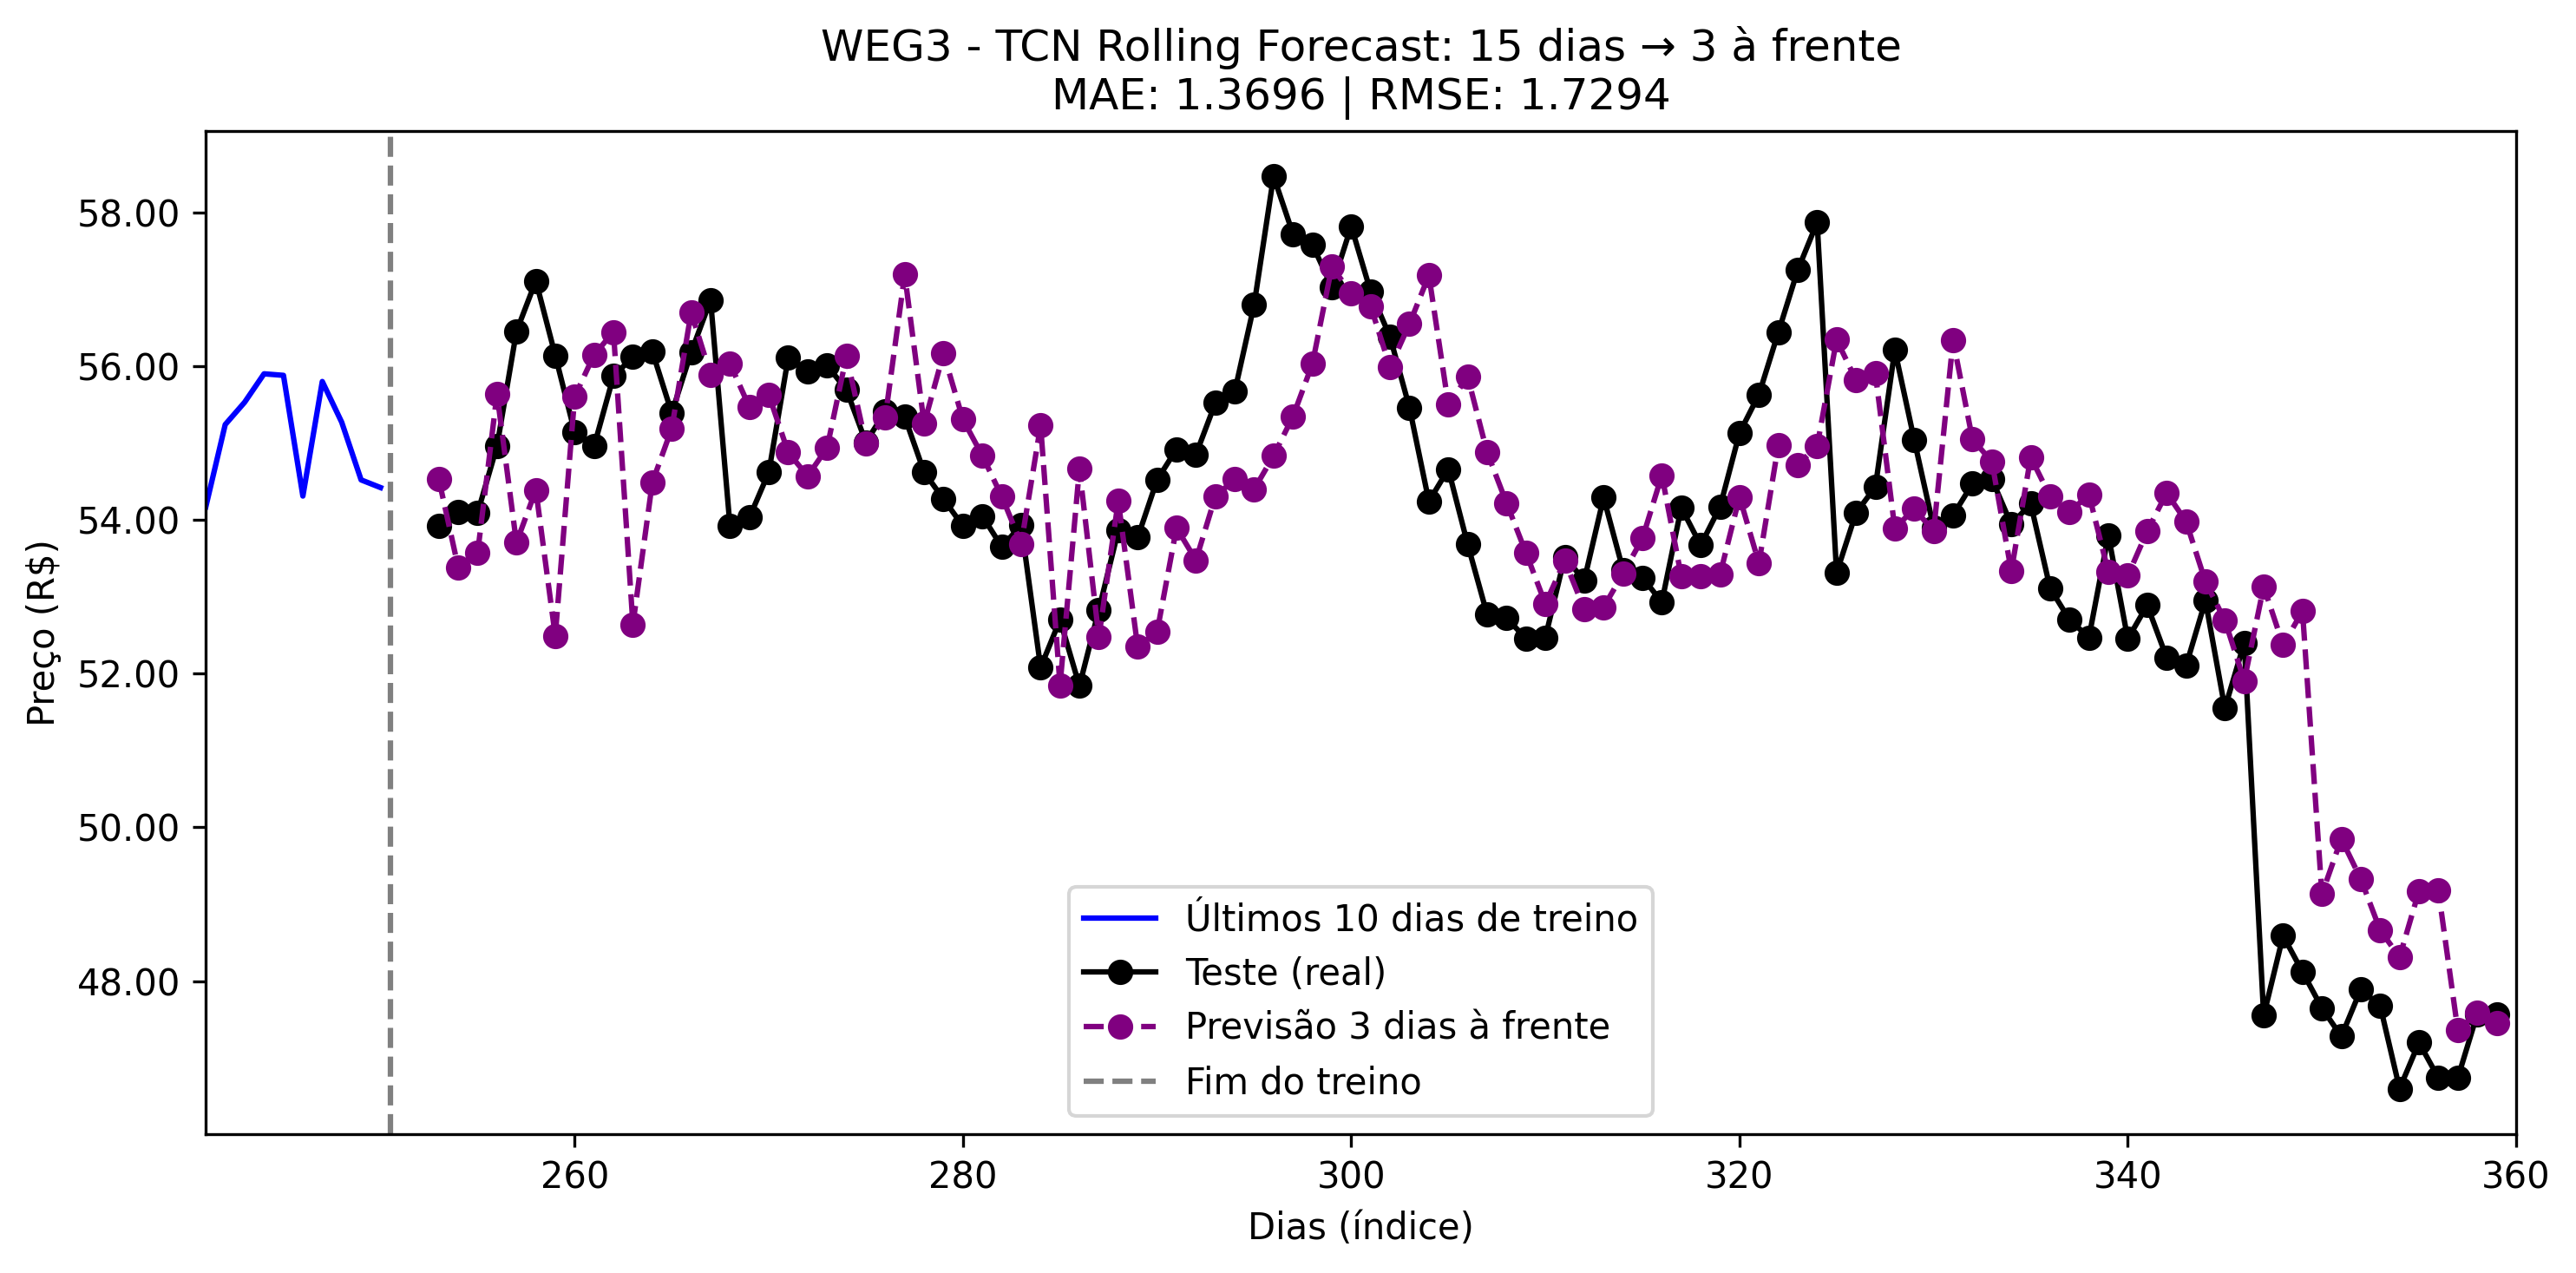 WEG3 - TCN Rolling Forecast: 15 dias → 3 à frente
MAE: 1.3696 | RMSE: 1.7294
Preço (R$)
58.00
56.00
54.00
52.00
50.00
48.00
Últimos 10 dias de treino
Teste (real)
Previsão 3 dias à frente
Fim do treino
260
280
300
320
340
360
Dias (índice)